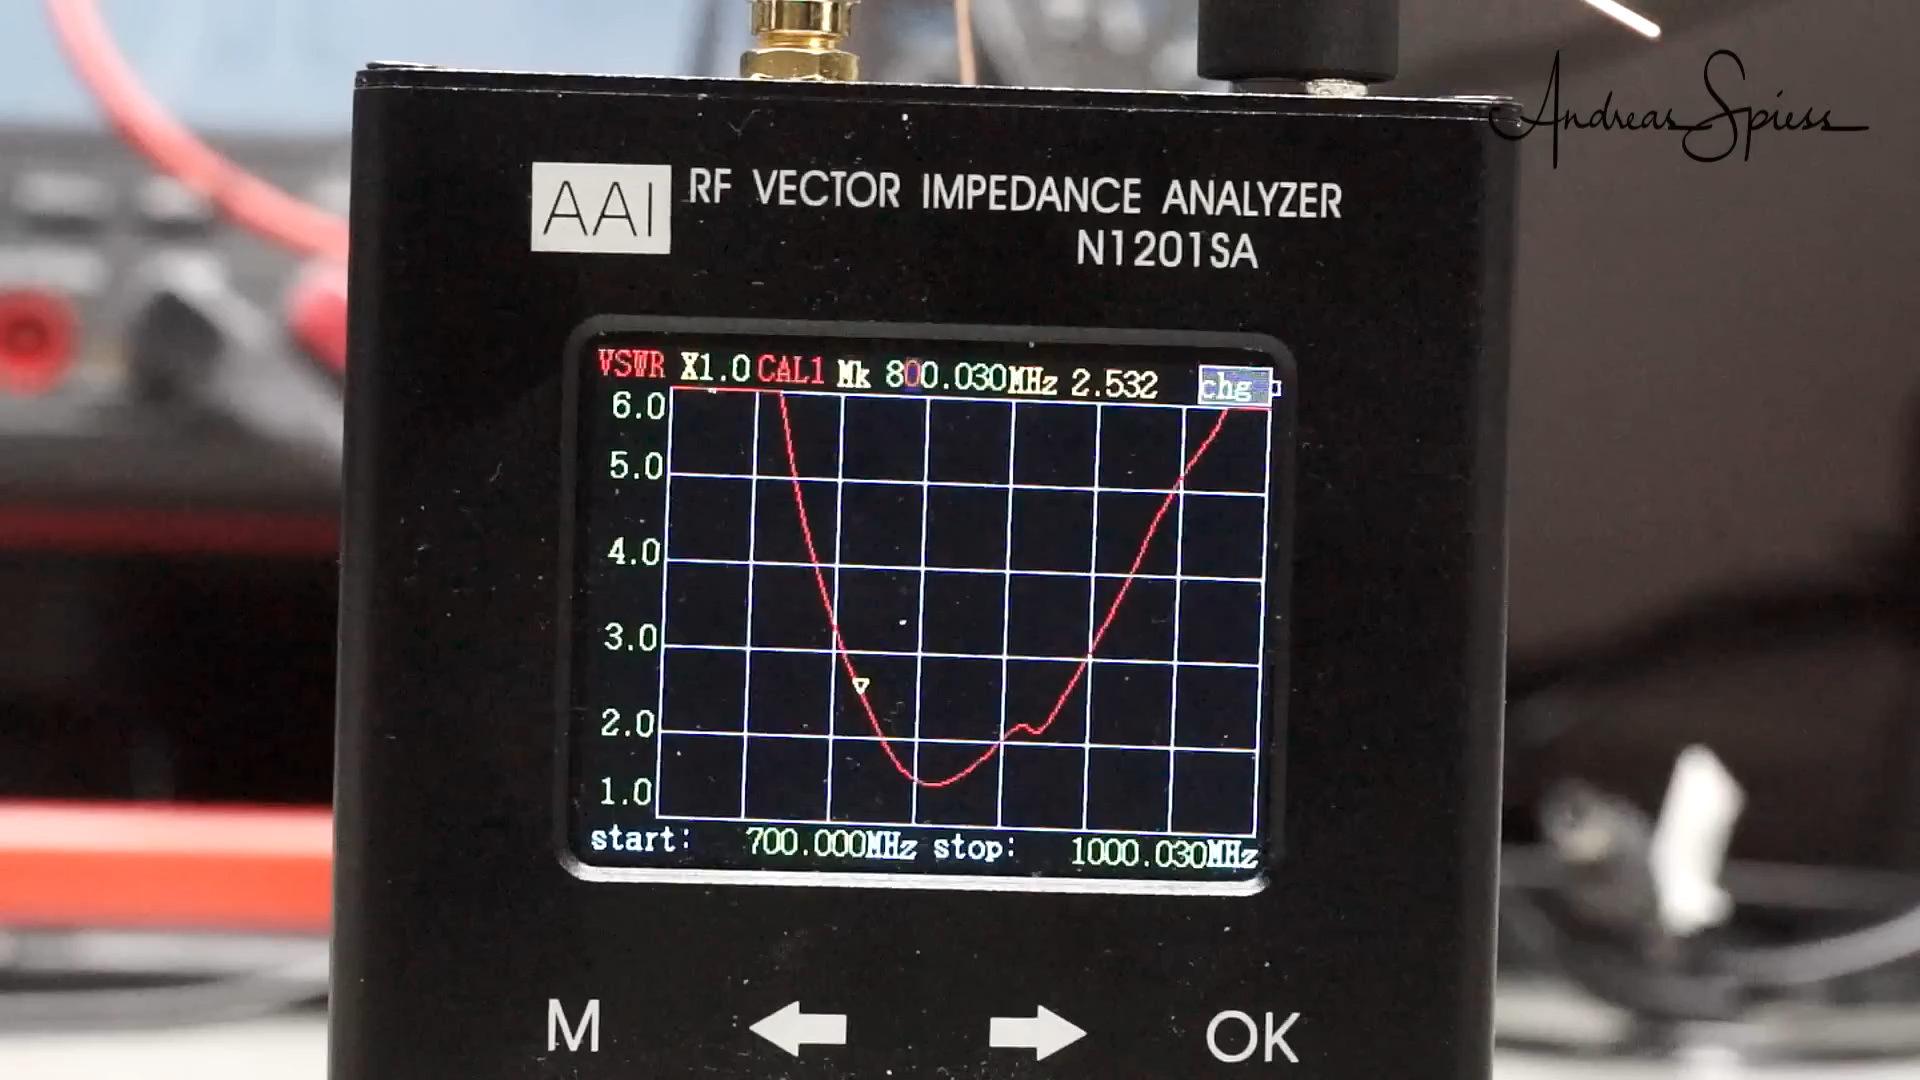 Andreas Spiess
AAI RF VECTOR IMPEDANCE ANALYZER
N1201SA
VSWR X1.0 CAL1 Mk 800.030MHz 2.532 chg
6.0
5.0
4.0
3.0
2.0
1.0
start: 700.000MHz stop: 1000.030MHz
M OK